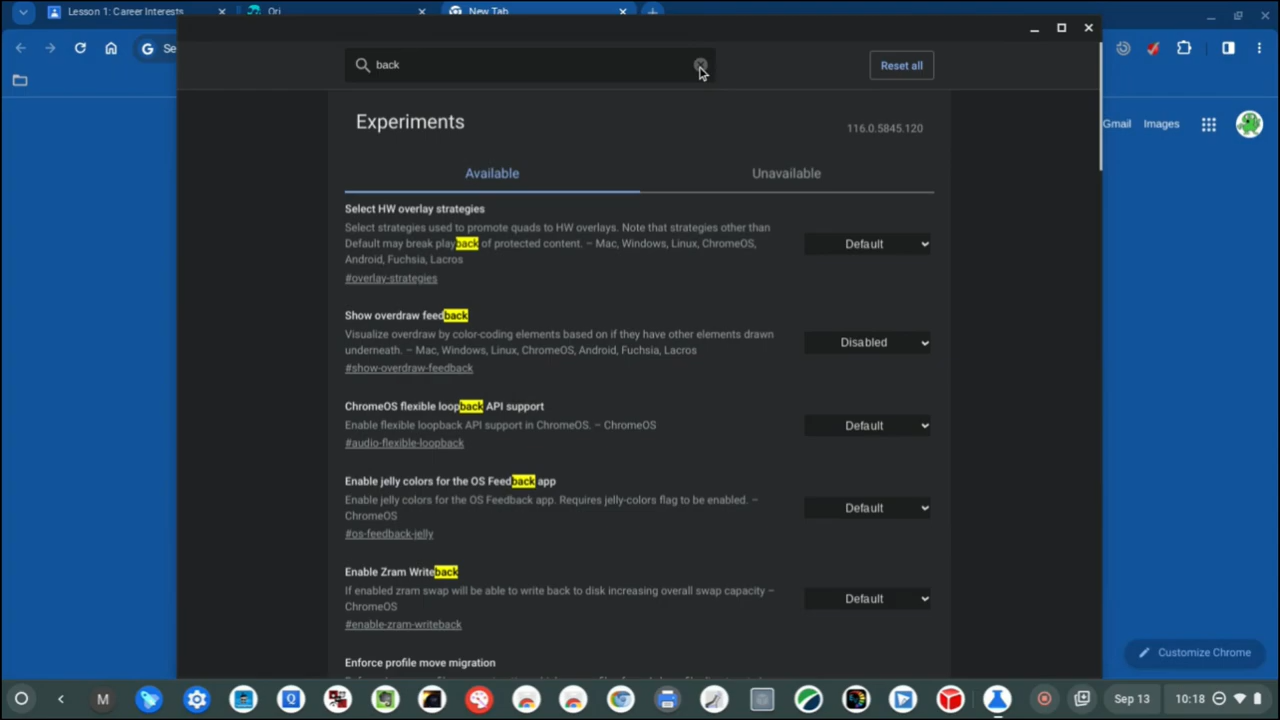 Lesson 1: Career Interests
Ori
New Tab
Se
back
Reset all
Experiments
116.0.5845.120
Available
Unavailable
Gmail
Images
Select HW overlay strategies
Select strategies used to promote quads to HW overlays. Note that strategies other than
Default may break playback of protected content. – Mac, Windows, Linux, ChromeOS,
Android, Fuchsia, Lacros
#overlay-strategies
Default
Show overdraw feedback
Visualize overdraw by color-coding elements based on if they have other elements drawn
underneath. – Mac, Windows, Linux, ChromeOS, Android, Fuchsia, Lacros
#show-overdraw-feedback
Disabled
ChromeOS flexible loopback API support
Enable flexible loopback API support in ChromeOS. – ChromeOS
#audio-flexible-loopback
Default
Enable jelly colors for the OS Feedback app
Enable jelly colors for the OS Feedback app. Requires jelly-colors flag to be enabled. –
ChromeOS
#os-feedback-jelly
Default
Enable Zram Writeback
If enabled zram swap will be able to write back to disk increasing overall swap capacity –
ChromeOS
#enable-zram-writeback
Default
Enforce profile move migration
Customize Chrome
M
Sep 13
10:18